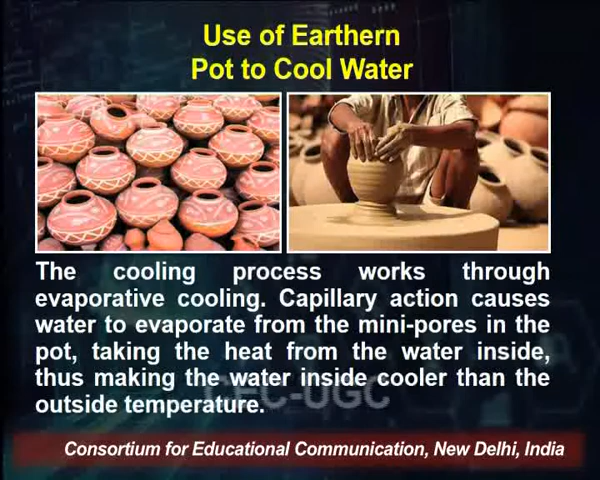 Use of Earthern
Pot to Cool Water
The cooling process works through
evaporative cooling. Capillary action causes
water to evaporate from the mini-pores in the
pot, taking the heat from the water inside,
thus making the water inside cooler than the
outside temperature.
CEC-UGC
Consortium for Educational Communication, New Delhi, India